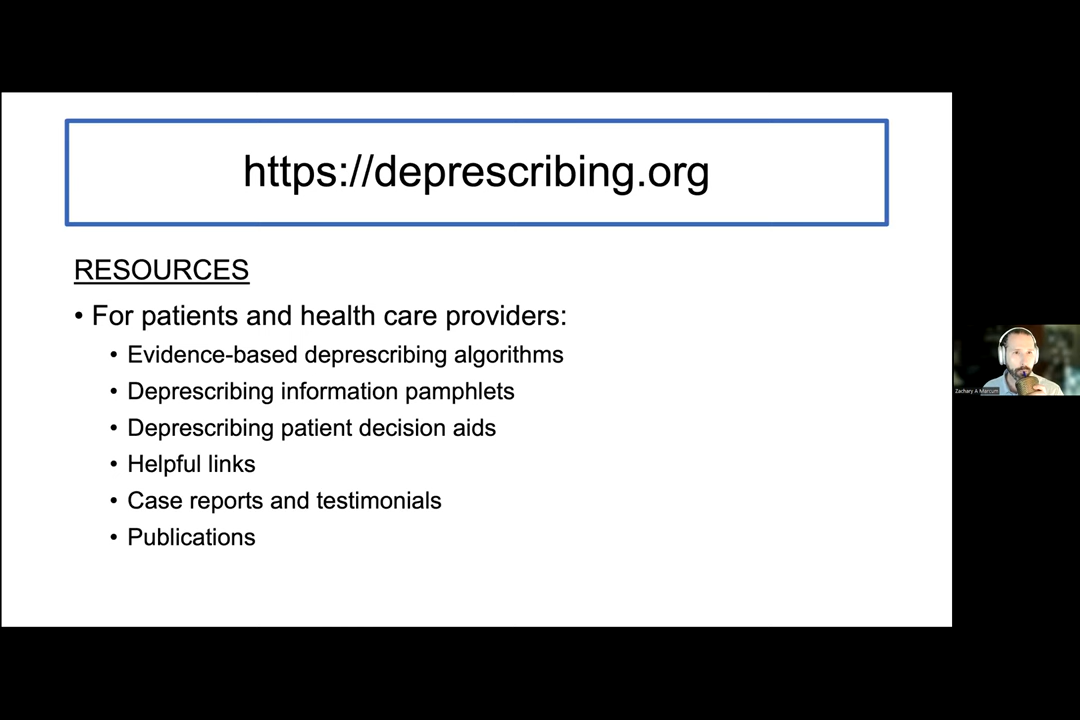 https://deprescribing.org
RESOURCES
• For patients and health care providers:
• Evidence-based deprescribing algorithms
• Deprescribing information pamphlets
• Deprescribing patient decision aids
• Helpful links
• Case reports and testimonials
• Publications
Zachary A Marcum